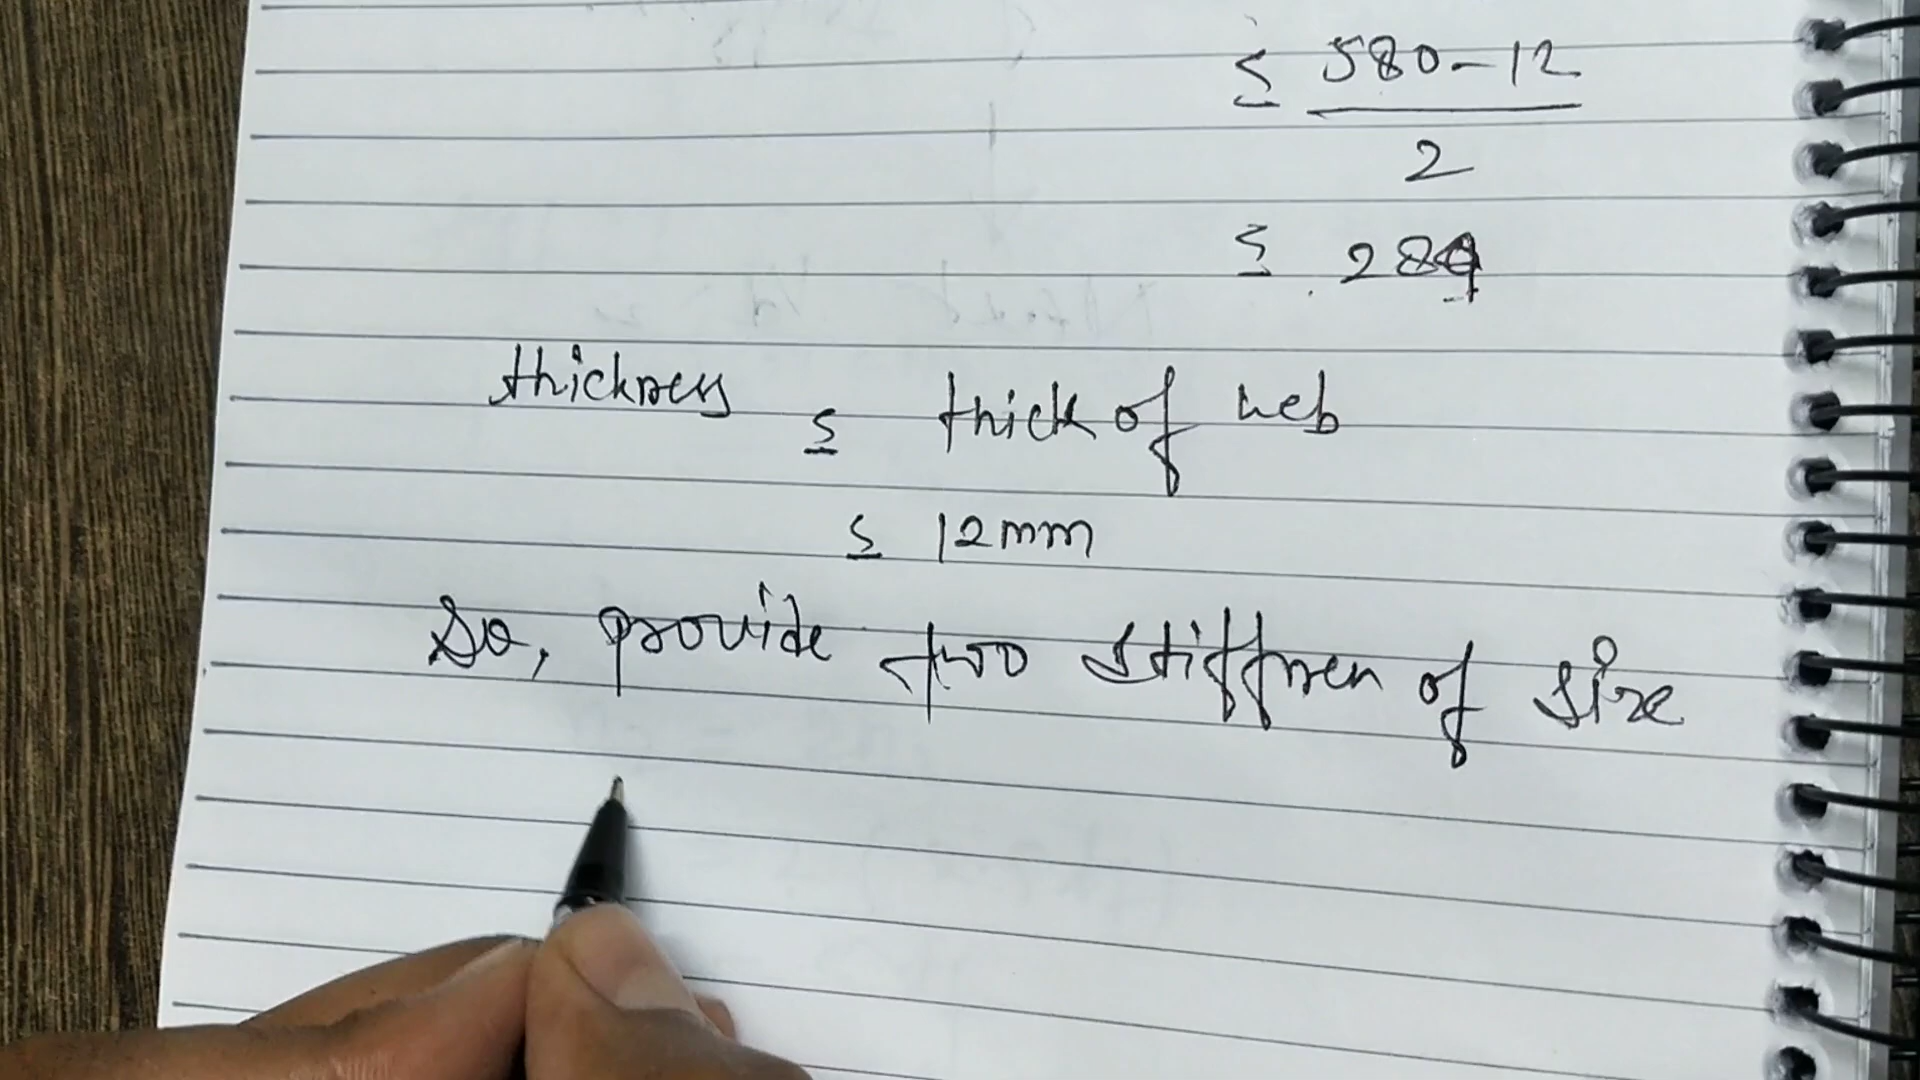 ≤ 580-12
2
≤ 284
thickness ≤ thick of web
≤ 12mm
So, provide two stiffner of size